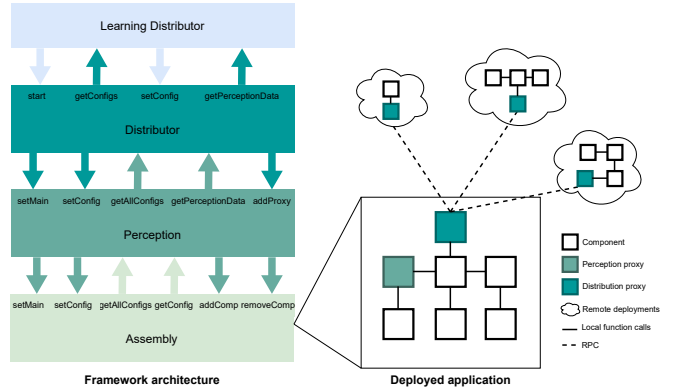 Learning Distributor
start getConfigs setConfig getPerceptionData
Distributor
setMain setConfig getAllConfigs getPerceptionData addProxy
Perception
setMain setConfig getAllConfigs getConfig addComp removeComp
Assembly
Framework architecture
Component
Perception proxy
Distribution proxy
Remote deployments
Local function calls
RPC
Deployed application